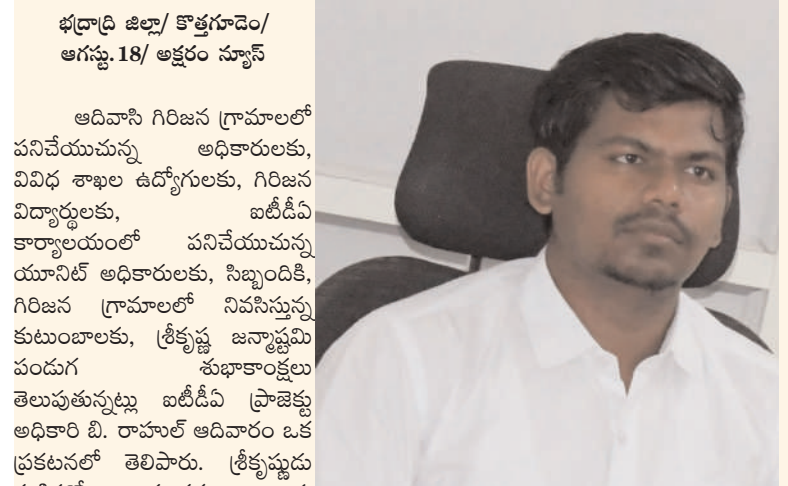 భద్రాద్రి జిల్లా/ కొత్తగూడెం/
ఆగస్టు.18/ అక్షరం న్యూస్
ఆదివాసి గిరిజన గ్రామాలలో
పనిచేయుచున్న అధికారులకు,
వివిధ శాఖల ఉద్యోగులకు, గిరిజన
విద్యార్థులకు, ఐటీడీఏ
కార్యాలయంలో పనిచేయుచున్న
యూనిట్ అధికారులకు, సిబ్బందికి,
గిరిజన గ్రామాలలో నివసిస్తున్న
కుటుంబాలకు, శ్రీకృష్ణ జన్మాష్టమి
పండుగ శుభాకాంక్షలు
తెలుపుతున్నట్లు ఐటీడీఏ ప్రాజెక్టు
అధికారి బి. రాహుల్ ఆదివారం ఒక
ప్రకటనలో తెలిపారు. శ్రీకృష్ణుడు